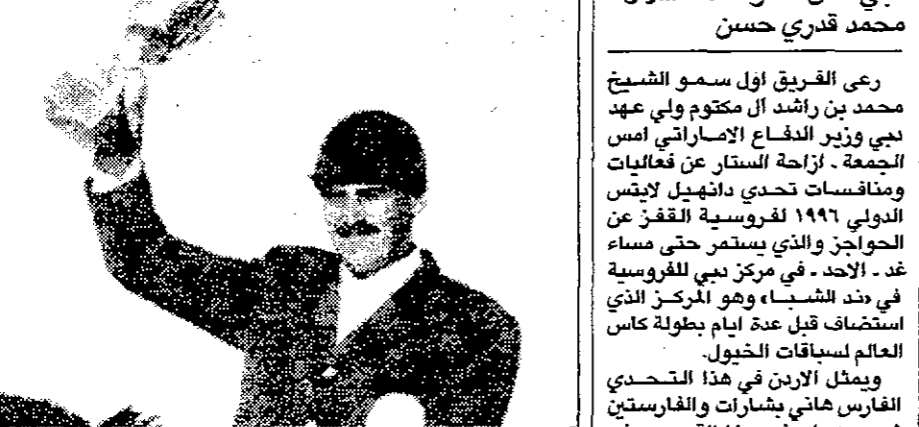 محمد قدري حسن
رعى الفريق اول سمو الشيخ
محمد بن راشد آل مكتوم ولي عهد
دبي وزير الدفاع الاماراتي امس
الجمعة . ازاحة الستار عن فعاليات
ومنافسات تحدي دانهيل لايتس
الدولي ١٩٩٦ لفروسية القفز عن
الحواجز والذي يستمر حتى مساء
غد . الاحد . في مركز دبي للفروسية
في «ند الشبا» وهو المركز الذي
استضاف قبل عدة ايام بطولة كاس
العالم لسباقات الخيول.
ويمثل الاردن في هذا التحدي
الفارس هاني بشارات والفارستين